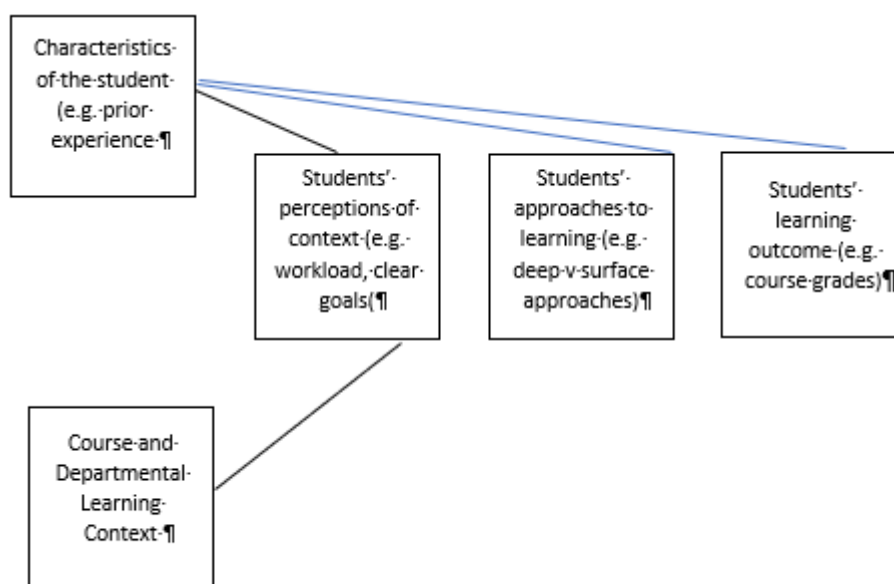 Characteristics·
of·the·student·
(e.g.·prior·
experience·¶
Students'·
perceptions·of·
context·(e.g.·
workload,·clear·
goals(¶
Students'·
approaches·to·
learning·(e.g.·
deep·v·surface·
approaches)¶
Students'·
learning·
outcome·(e.g.·
course·grades)¶
Course·and·
Departmental·
Learning·
Context·¶